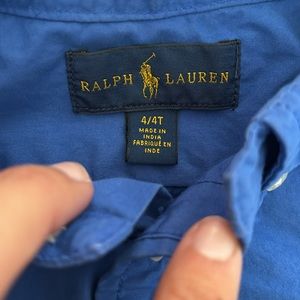 RALPH LAUREN
4/4T
MADE IN
INDIA
FABRIQUÉ EN
INDE